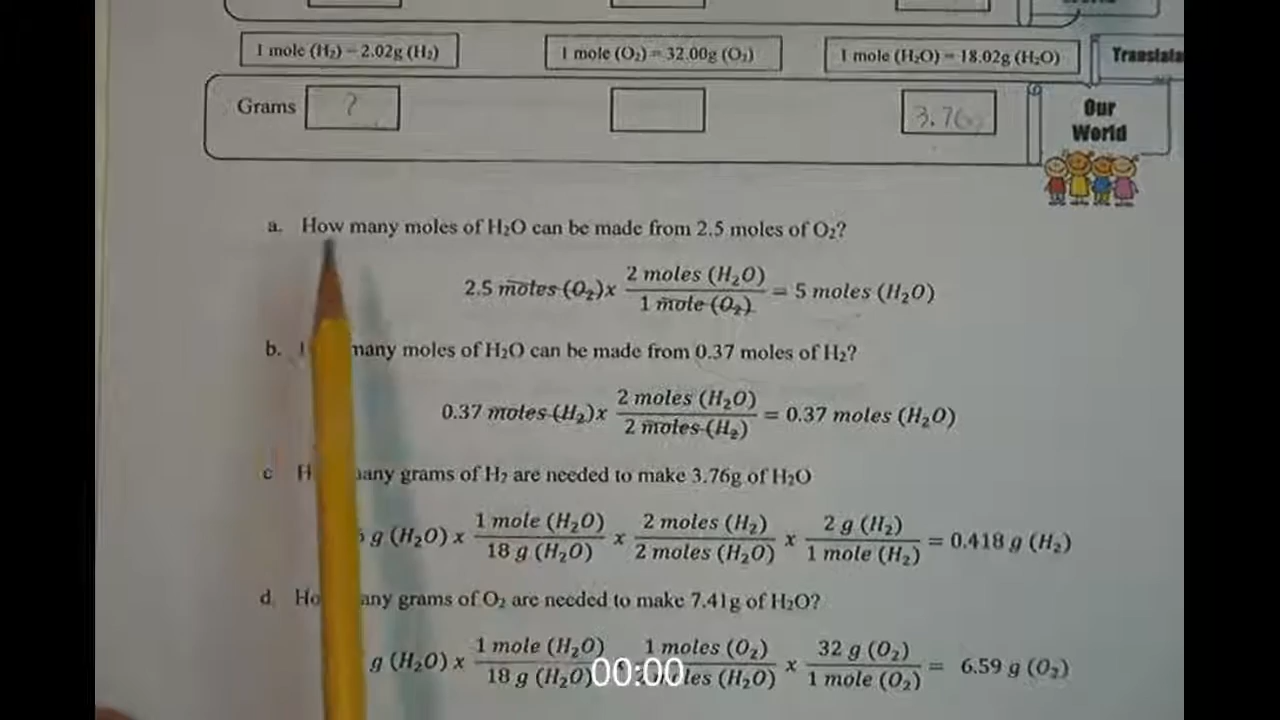 1 mole (H₂) = 2.02g (H₂) 1 mole (O₂) = 32.00g (O₂) 1 mole (H₂O) = 18.02g (H₂O)
Grams ? 3.76g Our
World
a. How many moles of H₂O can be made from 2.5 moles of O₂?
2.5 moles (O₂)x 2 moles (H₂O) / 1 mole (O₂) = 5 moles (H₂O)
b. many moles of H₂O can be made from 0.37 moles of H₂?
0.37 moles (H₂)x 2 moles (H₂O) / 2 moles (H₂) = 0.37 moles (H₂O)
c many grams of H₂ are needed to make 3.76g of H₂O
g (H₂O) x 1 mole (H₂O) / 18 g (H₂O) x 2 moles (H₂) / 2 moles (H₂O) x 2 g (H₂) / 1 mole (H₂) = 0.418 g (H₂)
d. How many grams of O₂ are needed to make 7.41g of H₂O?
g (H₂O) x 1 mole (H₂O) / 18 g (H₂O) 1 moles (O₂) / moles (H₂O) x 32 g (O₂) / 1 mole (O₂) = 6.59 g (O₂)
00:00